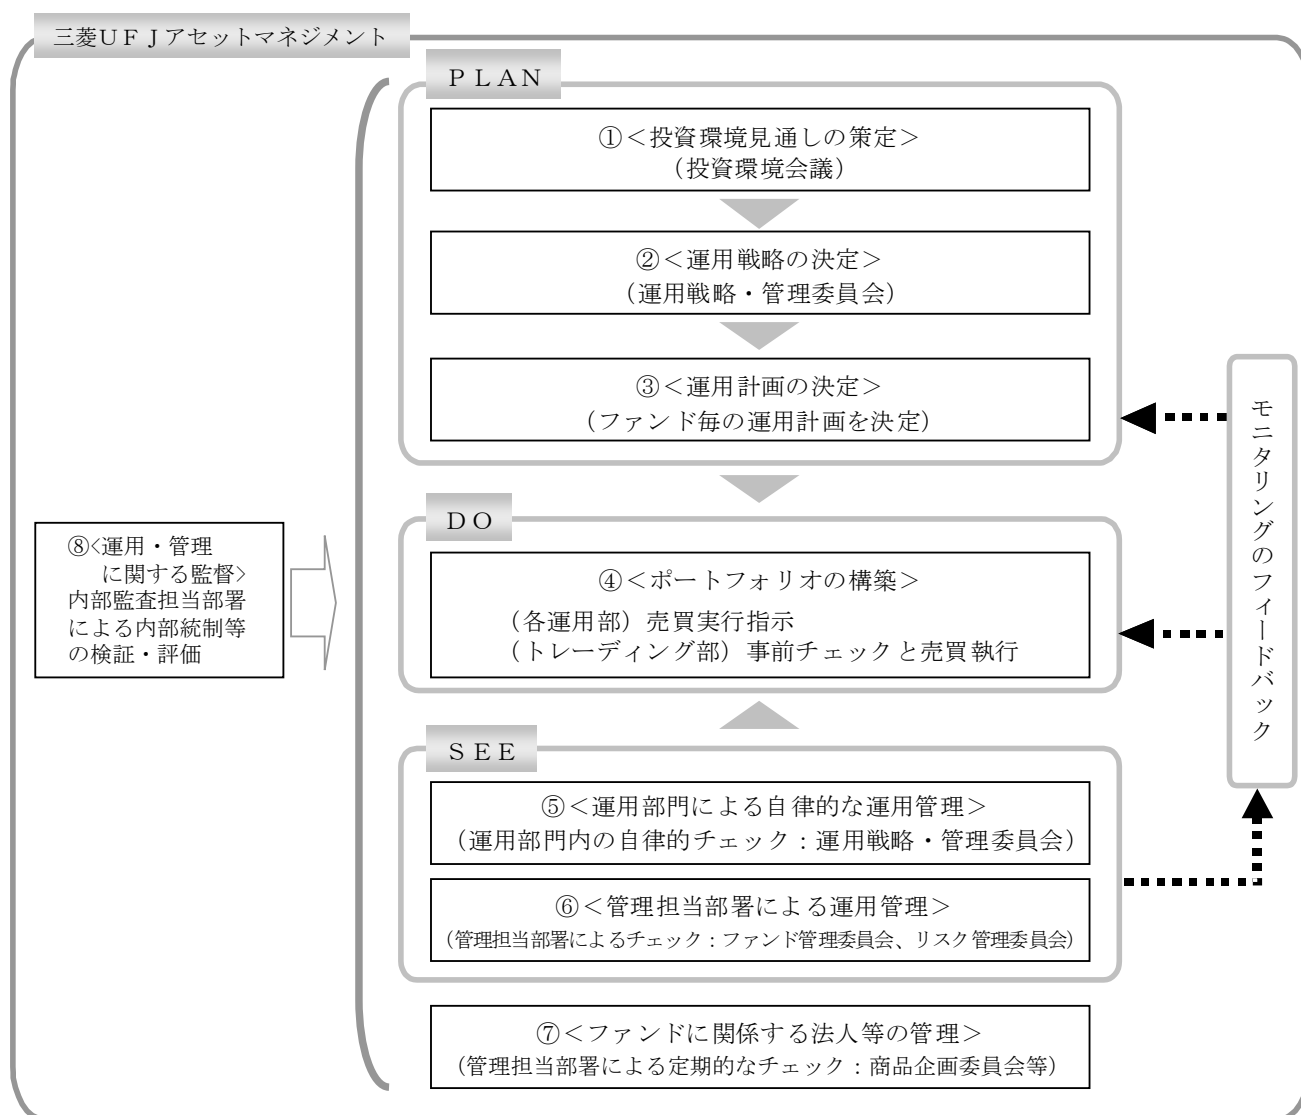 三菱ＵＦＪアセットマネジメント
ＰＬＡＮ
①＜投資環境見通しの策定＞
（投資環境会議）
②＜運用戦略の決定＞
（運用戦略・管理委員会）
③＜運用計画の決定＞
（ファンド毎の運用計画を決定）
ＤＯ
④＜ポートフォリオの構築＞
（各運用部）売買実行指示
（トレーディング部）事前チェックと売買執行
ＳＥＥ
⑤＜運用部門による自律的な運用管理＞
（運用部門内の自律的チェック：運用戦略・管理委員会）
⑥＜管理担当部署による運用管理＞
（管理担当部署によるチェック：ファンド管理委員会、リスク管理委員会）
⑦＜ファンドに関係する法人等の管理＞
（管理担当部署による定期的なチェック：商品企画委員会等）
⑧<運用・管理
に関する監督>
内部監査担当部署
による内部統制等
の検証・評価
モニタリングのフィードバック